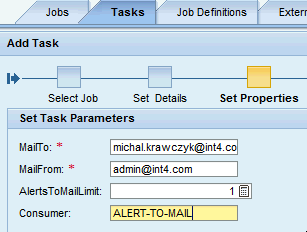 Jobs Tasks Job Definitions Extern
Add Task
Select Job Set Details Set Properties
Set Task Parameters
MailTo: * michal.krawczyk@int4.co
MailFrom: * admin@int4.com
AlertsToMailLimit: 1
Consumer: ALERT-TO-MAIL